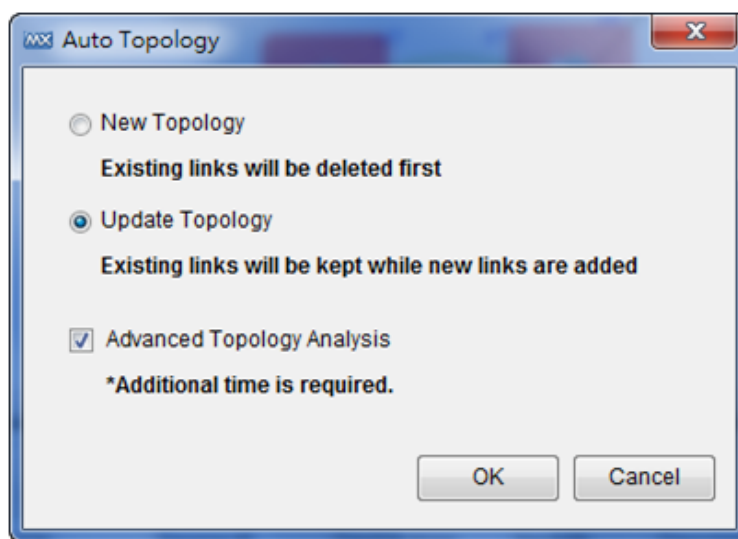 MX Auto Topology
New Topology
Existing links will be deleted first
Update Topology
Existing links will be kept while new links are added
Advanced Topology Analysis
*Additional time is required.
OK Cancel